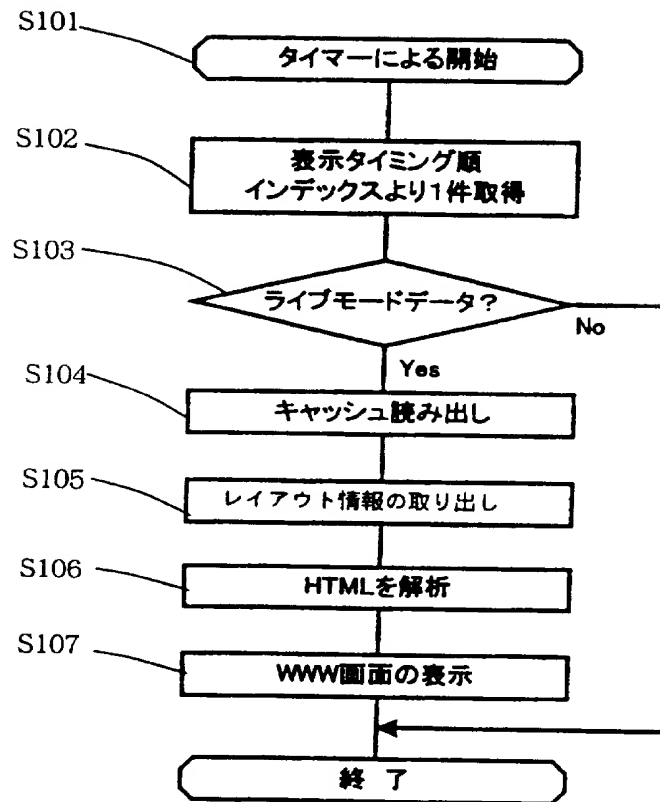 S101
タイマーによる開始
S102
表示タイミング順
インデックスより1件取得
S103
ライブモードデータ?
No
Yes
S104
キャッシュ読み出し
S105
レイアウト情報の取り出し
S106
HTMLを解析
S107
WWW画面の表示
終 了